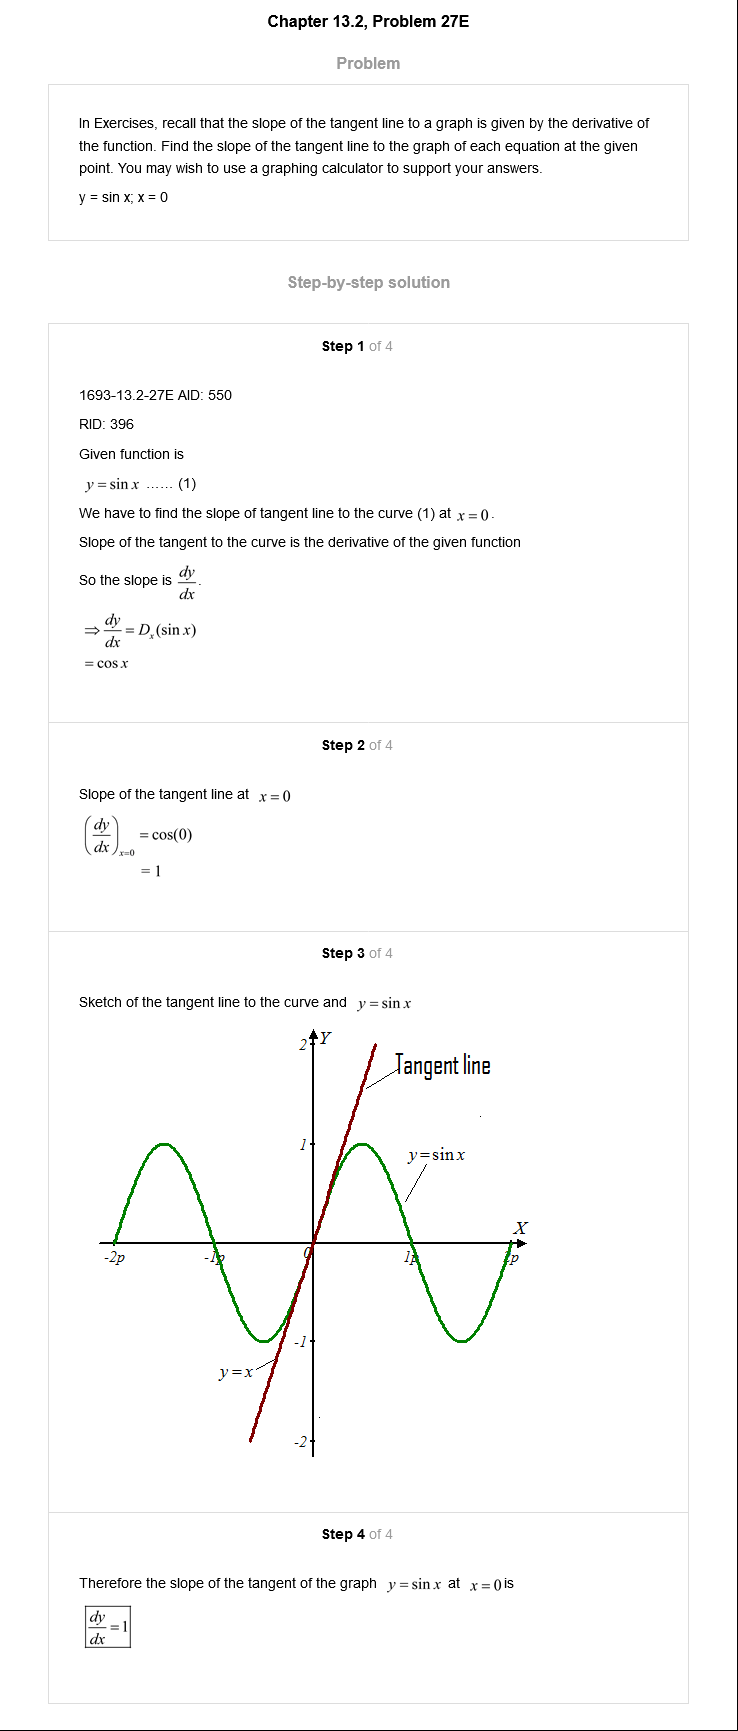 Chapter 13.2, Problem 27E
Problem
In Exercises, recall that the slope of the tangent line to a graph is given by the derivative of
the function. Find the slope of the tangent line to the graph of each equation at the given
point. You may wish to use a graphing calculator to support your answers.
y = sin x; x = 0
Step-by-step solution
Step 1 of 4
1693-13.2-27E AID: 550
RID: 396
Given function is
y = sin x ...... (1)
We have to find the slope of tangent line to the curve (1) at x = 0.
Slope of the tangent to the curve is the derivative of the given function
So the slope is dy/dx.
⇒ dy/dx = Dₓ(sin x)
= cos x
Step 2 of 4
Slope of the tangent line at x = 0
(dy/dx)ₓ₌₀ = cos(0)
= 1
Step 3 of 4
Sketch of the tangent line to the curve and y = sin x
2 Y
Tangent line
1
y=sin x
X
-2p -1p 0 1p 2p
-1
y=x
-2
Step 4 of 4
Therefore the slope of the tangent of the graph y = sin x at x = 0 is
dy/dx = 1